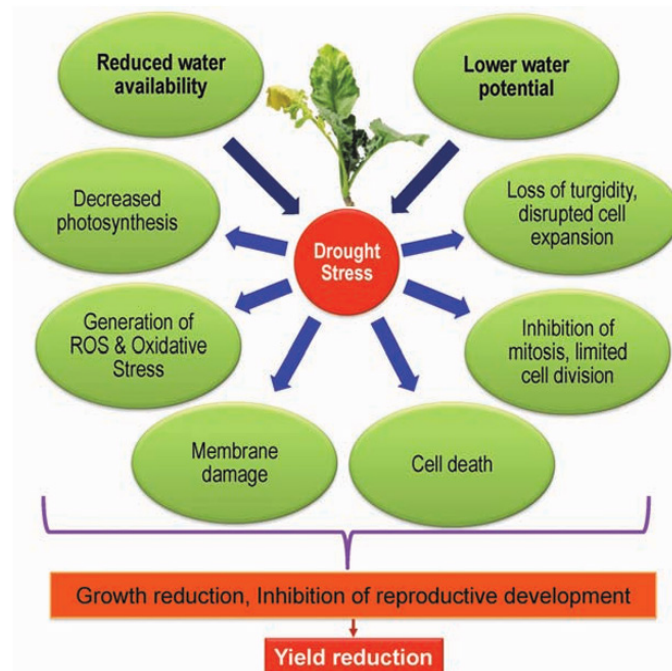 Reduced water
availability
Lower water
potential
Decreased
photosynthesis
Drought
Stress
Loss of turgidity,
disrupted cell
expansion
Generation of
ROS & Oxidative
Stress
Inhibition of
mitosis, limited
cell division
Membrane
damage
Cell death
Growth reduction, Inhibition of reproductive development
Yield reduction